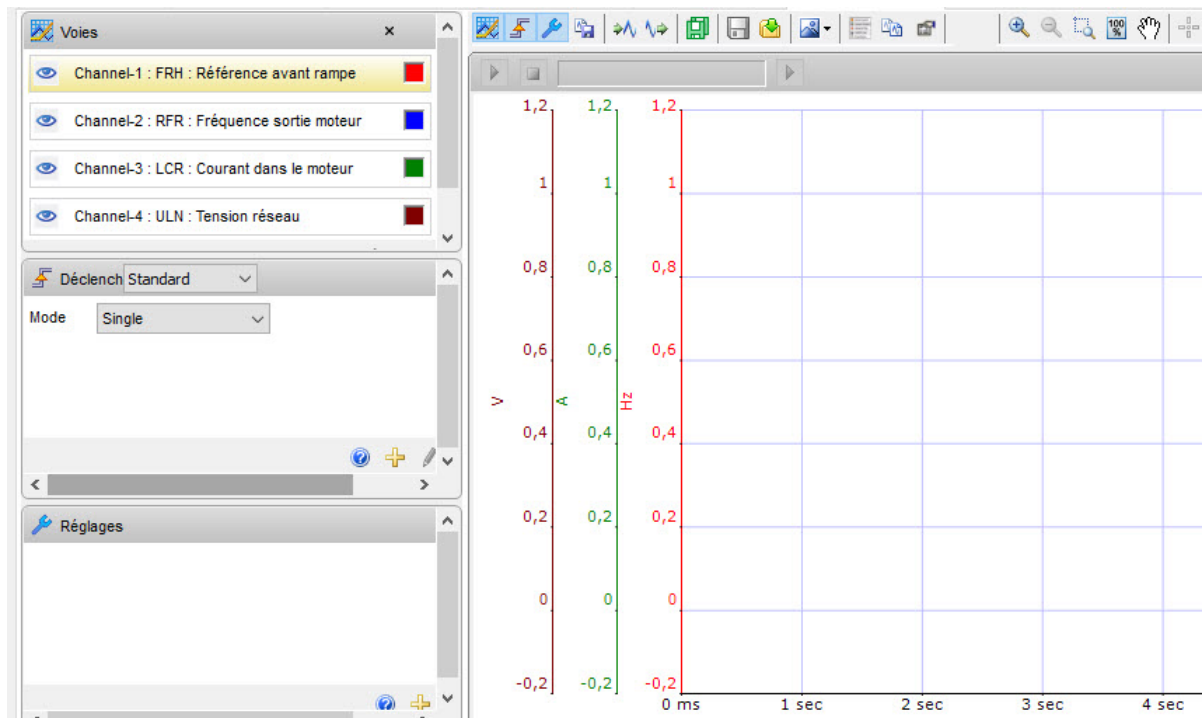 Voies
×
Channel-1 : FRH : Référence avant rampe
Channel-2 : RFR : Fréquence sortie moteur
Channel-3 : LCR : Courant dans le moteur
Channel-4 : ULN : Tension réseau
Déclench Standard
Mode Single
Réglages
100 %
1,2 1,2 1,2
1 1 1
0,8 0,8 0,8
0,6 0,6 0,6
V A Hz
0,4 0,4 0,4
0,2 0,2 0,2
0 0 0
-0,2 -0,2 -0,2
0 ms 1 sec 2 sec 3 sec 4 sec